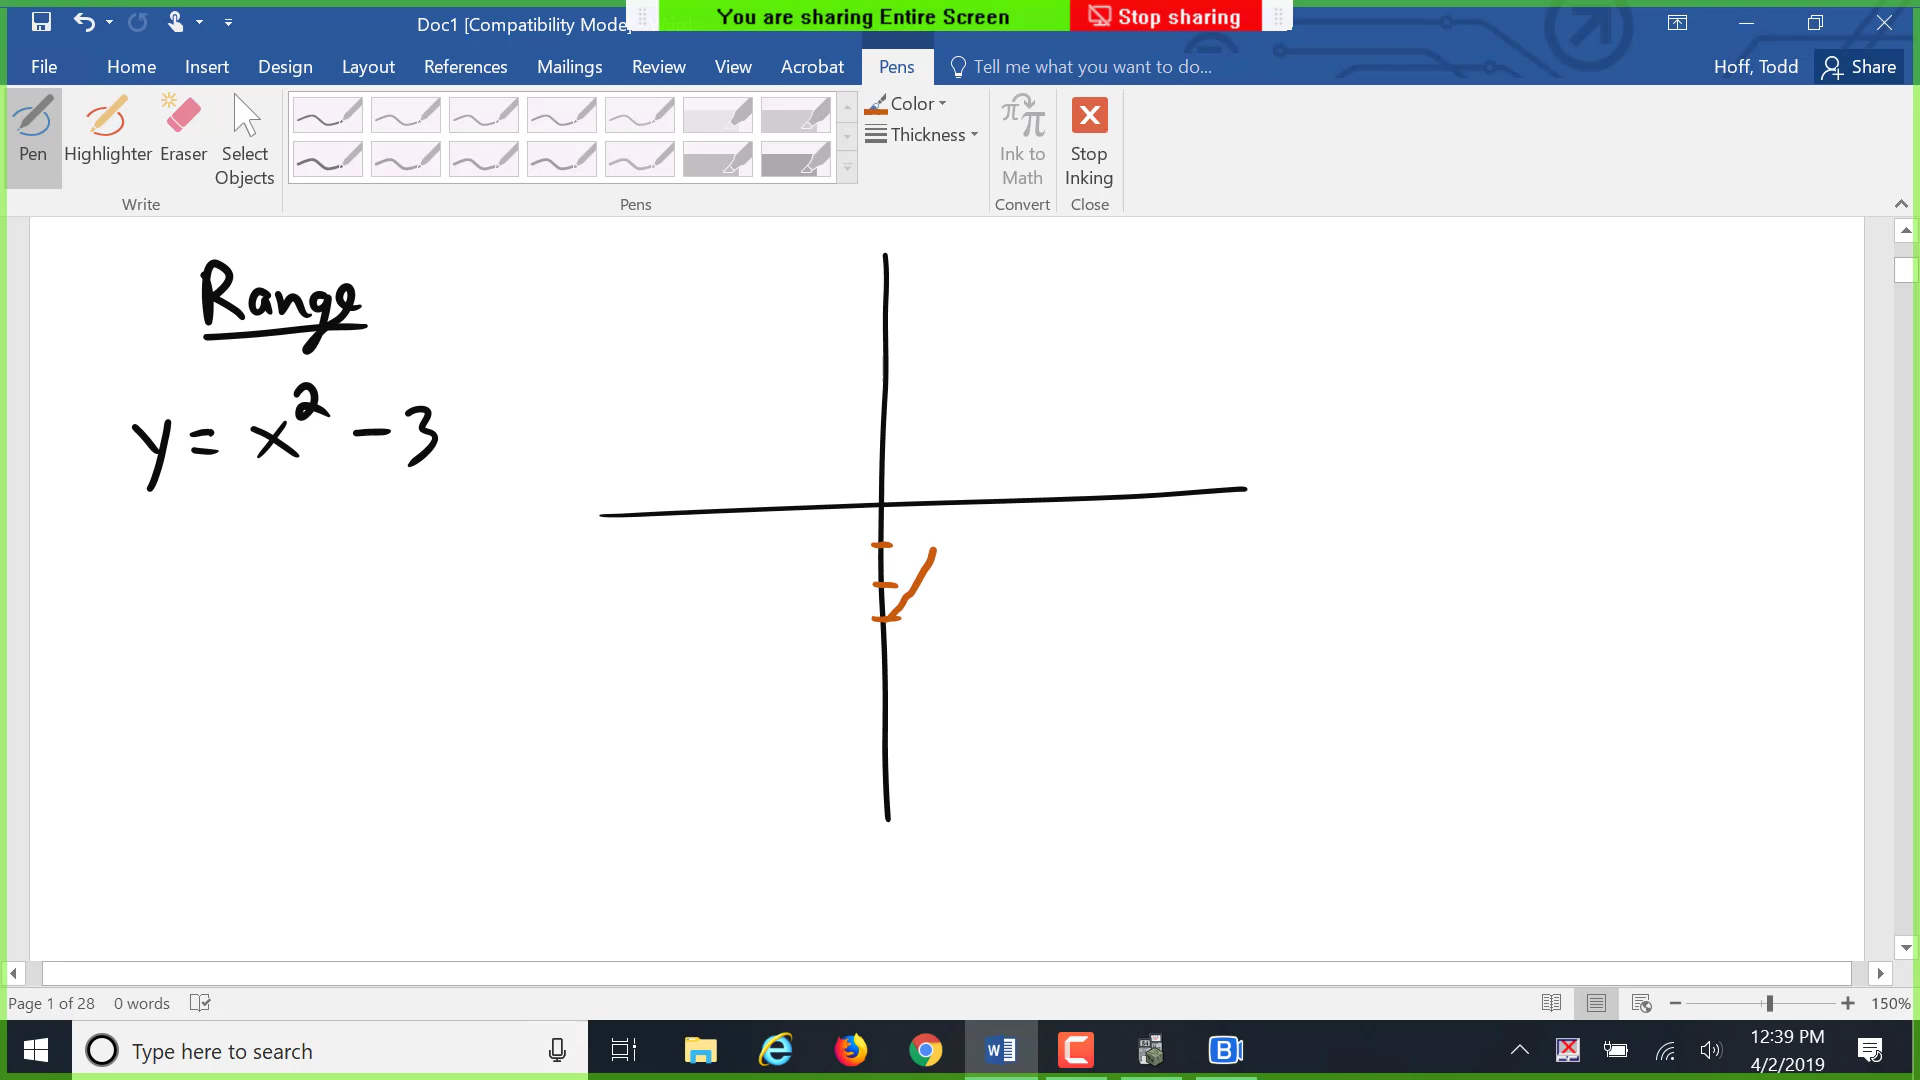 Doc1 [Compatibility Mode]
You are sharing Entire Screen
Stop sharing
File Home Insert Design Layout References Mailings Review View Acrobat Pens Tell me what you want to do... Hoff, Todd Share
Pen Highlighter Eraser Select Objects
Color
Thickness
Ink to Math
Stop Inking
Write Pens Convert Close
Range
y = x² - 3
Page 1 of 28 0 words 150%
Type here to search
12:39 PM
4/2/2019